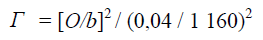 Γ = [O/b]² / (0,04 / 1 160)²